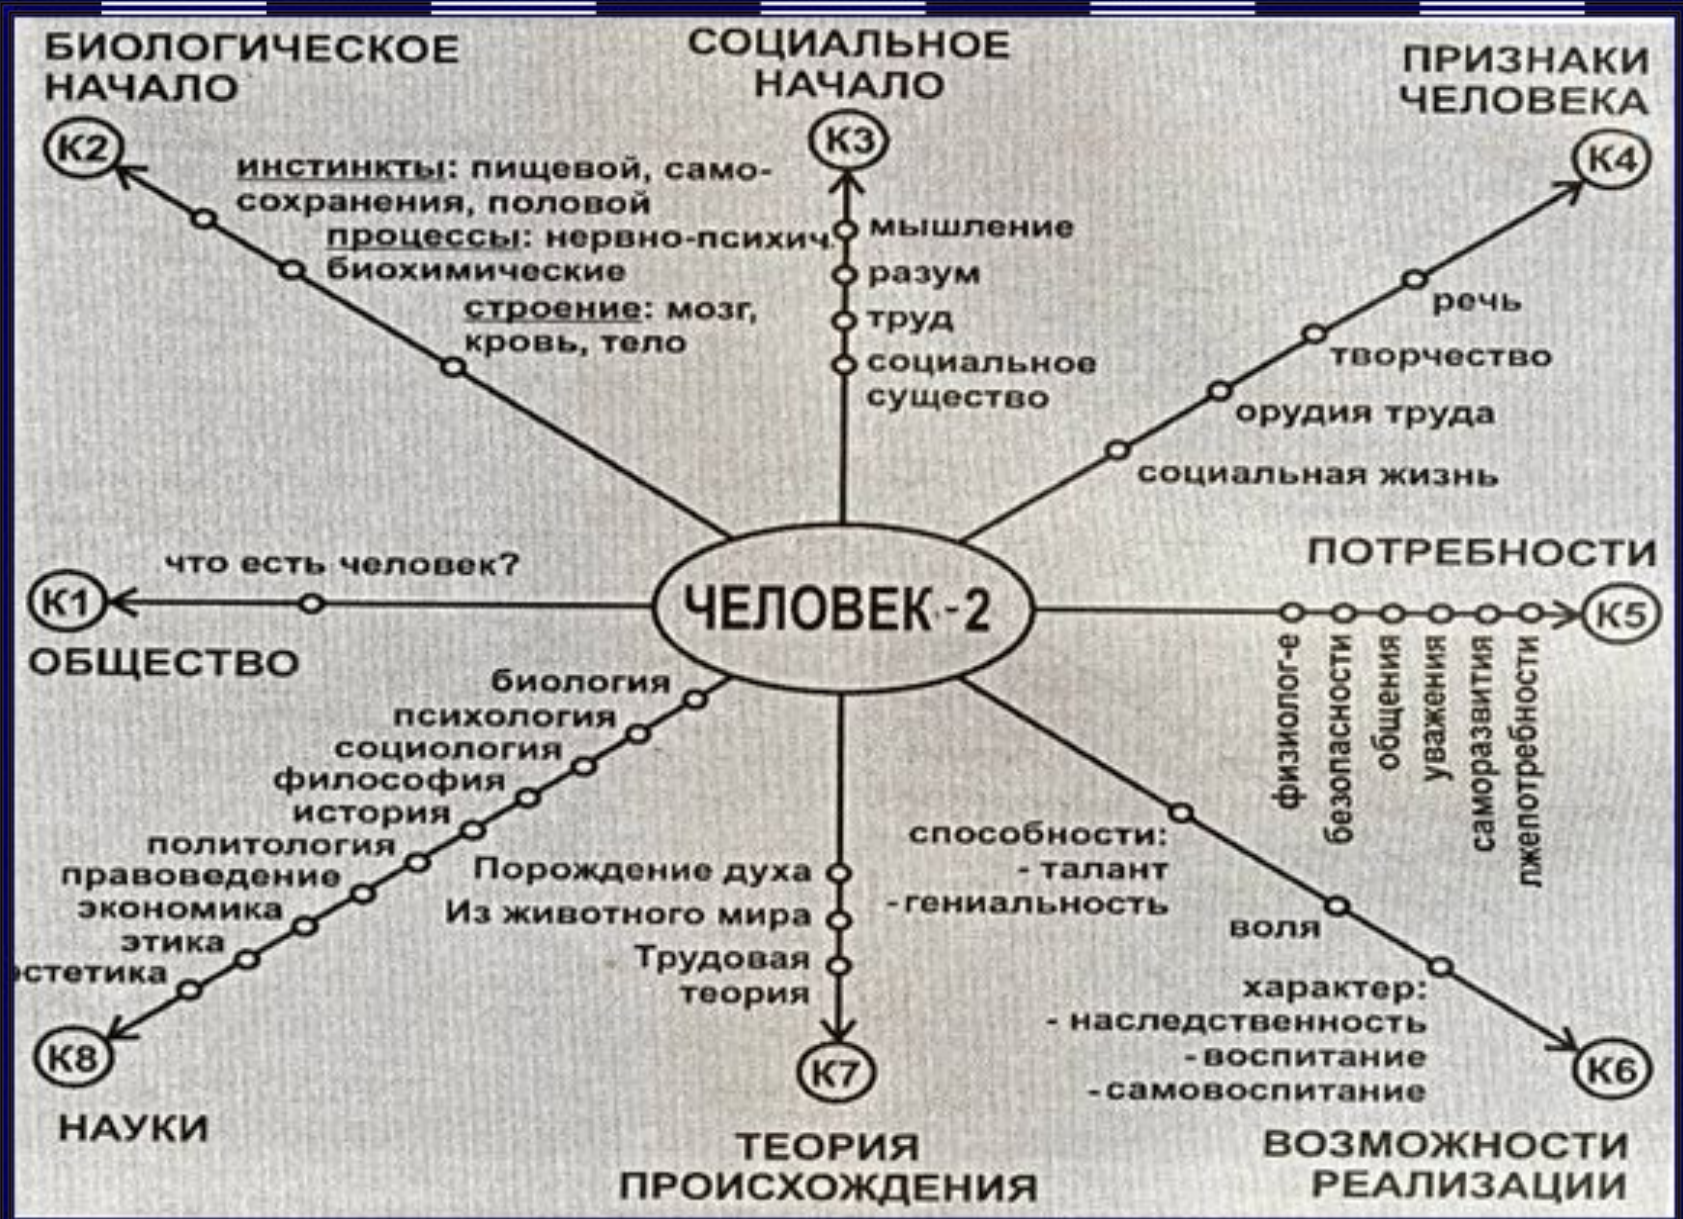 БИОЛОГИЧЕСКОЕ
НАЧАЛО
К2
инстинкты: пищевой, само-
сохранения, половой
процессы: нервно-психич.
биохимические
строение: мозг,
кровь, тело
СОЦИАЛЬНОЕ
НАЧАЛО
К3
мышление
разум
труд
социальное
существо
ПРИЗНАКИ
ЧЕЛОВЕКА
К4
речь
творчество
орудия труда
социальная жизнь
что есть человек?
К1
ОБЩЕСТВО
ЧЕЛОВЕК-2
ПОТРЕБНОСТИ
К5
физиолог-е
безопасности
общения
уважения
саморазвития
лжепотребности
биология
психология
социология
философия
история
политология
правоведение
экономика
этика
эстетика
К8
НАУКИ
Порождение духа
Из животного мира
Трудовая
теория
К7
ТЕОРИЯ
ПРОИСХОЖДЕНИЯ
способности:
- талант
-гениальность
воля
характер:
- наследственность
-воспитание
-самовоспитание
К6
ВОЗМОЖНОСТИ
РЕАЛИЗАЦИИ